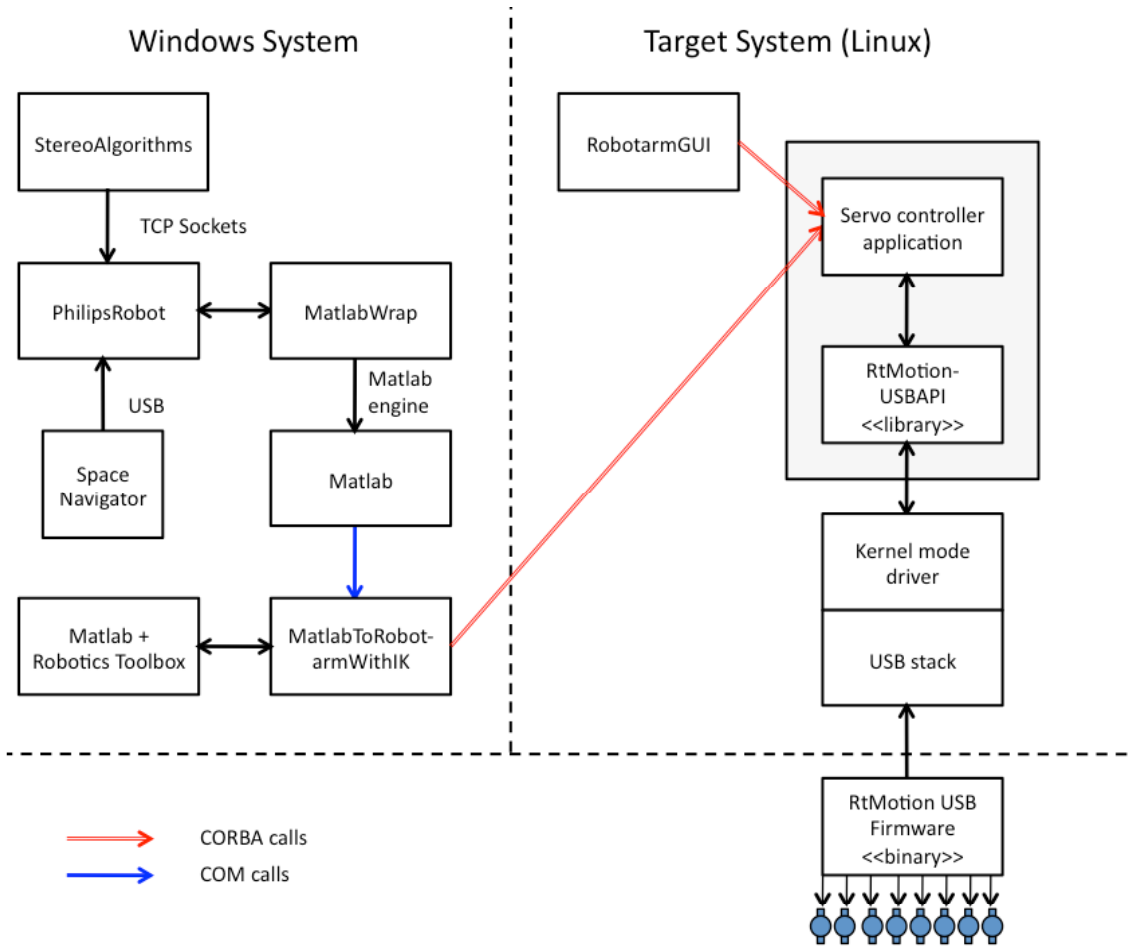 Windows System
Target System (Linux)
StereoAlgorithms
TCP Sockets
PhilipsRobot
MatlabWrap
USB
Matlab
engine
Space
Navigator
Matlab
Matlab +
Robotics Toolbox
MatlabToRobot-
armWithIK
RobotarmGUI
Servo controller
application
RtMotion-
USBAPI
<<library>>
Kernel mode
driver
USB stack
RtMotion USB
Firmware
<<binary>>
CORBA calls
COM calls